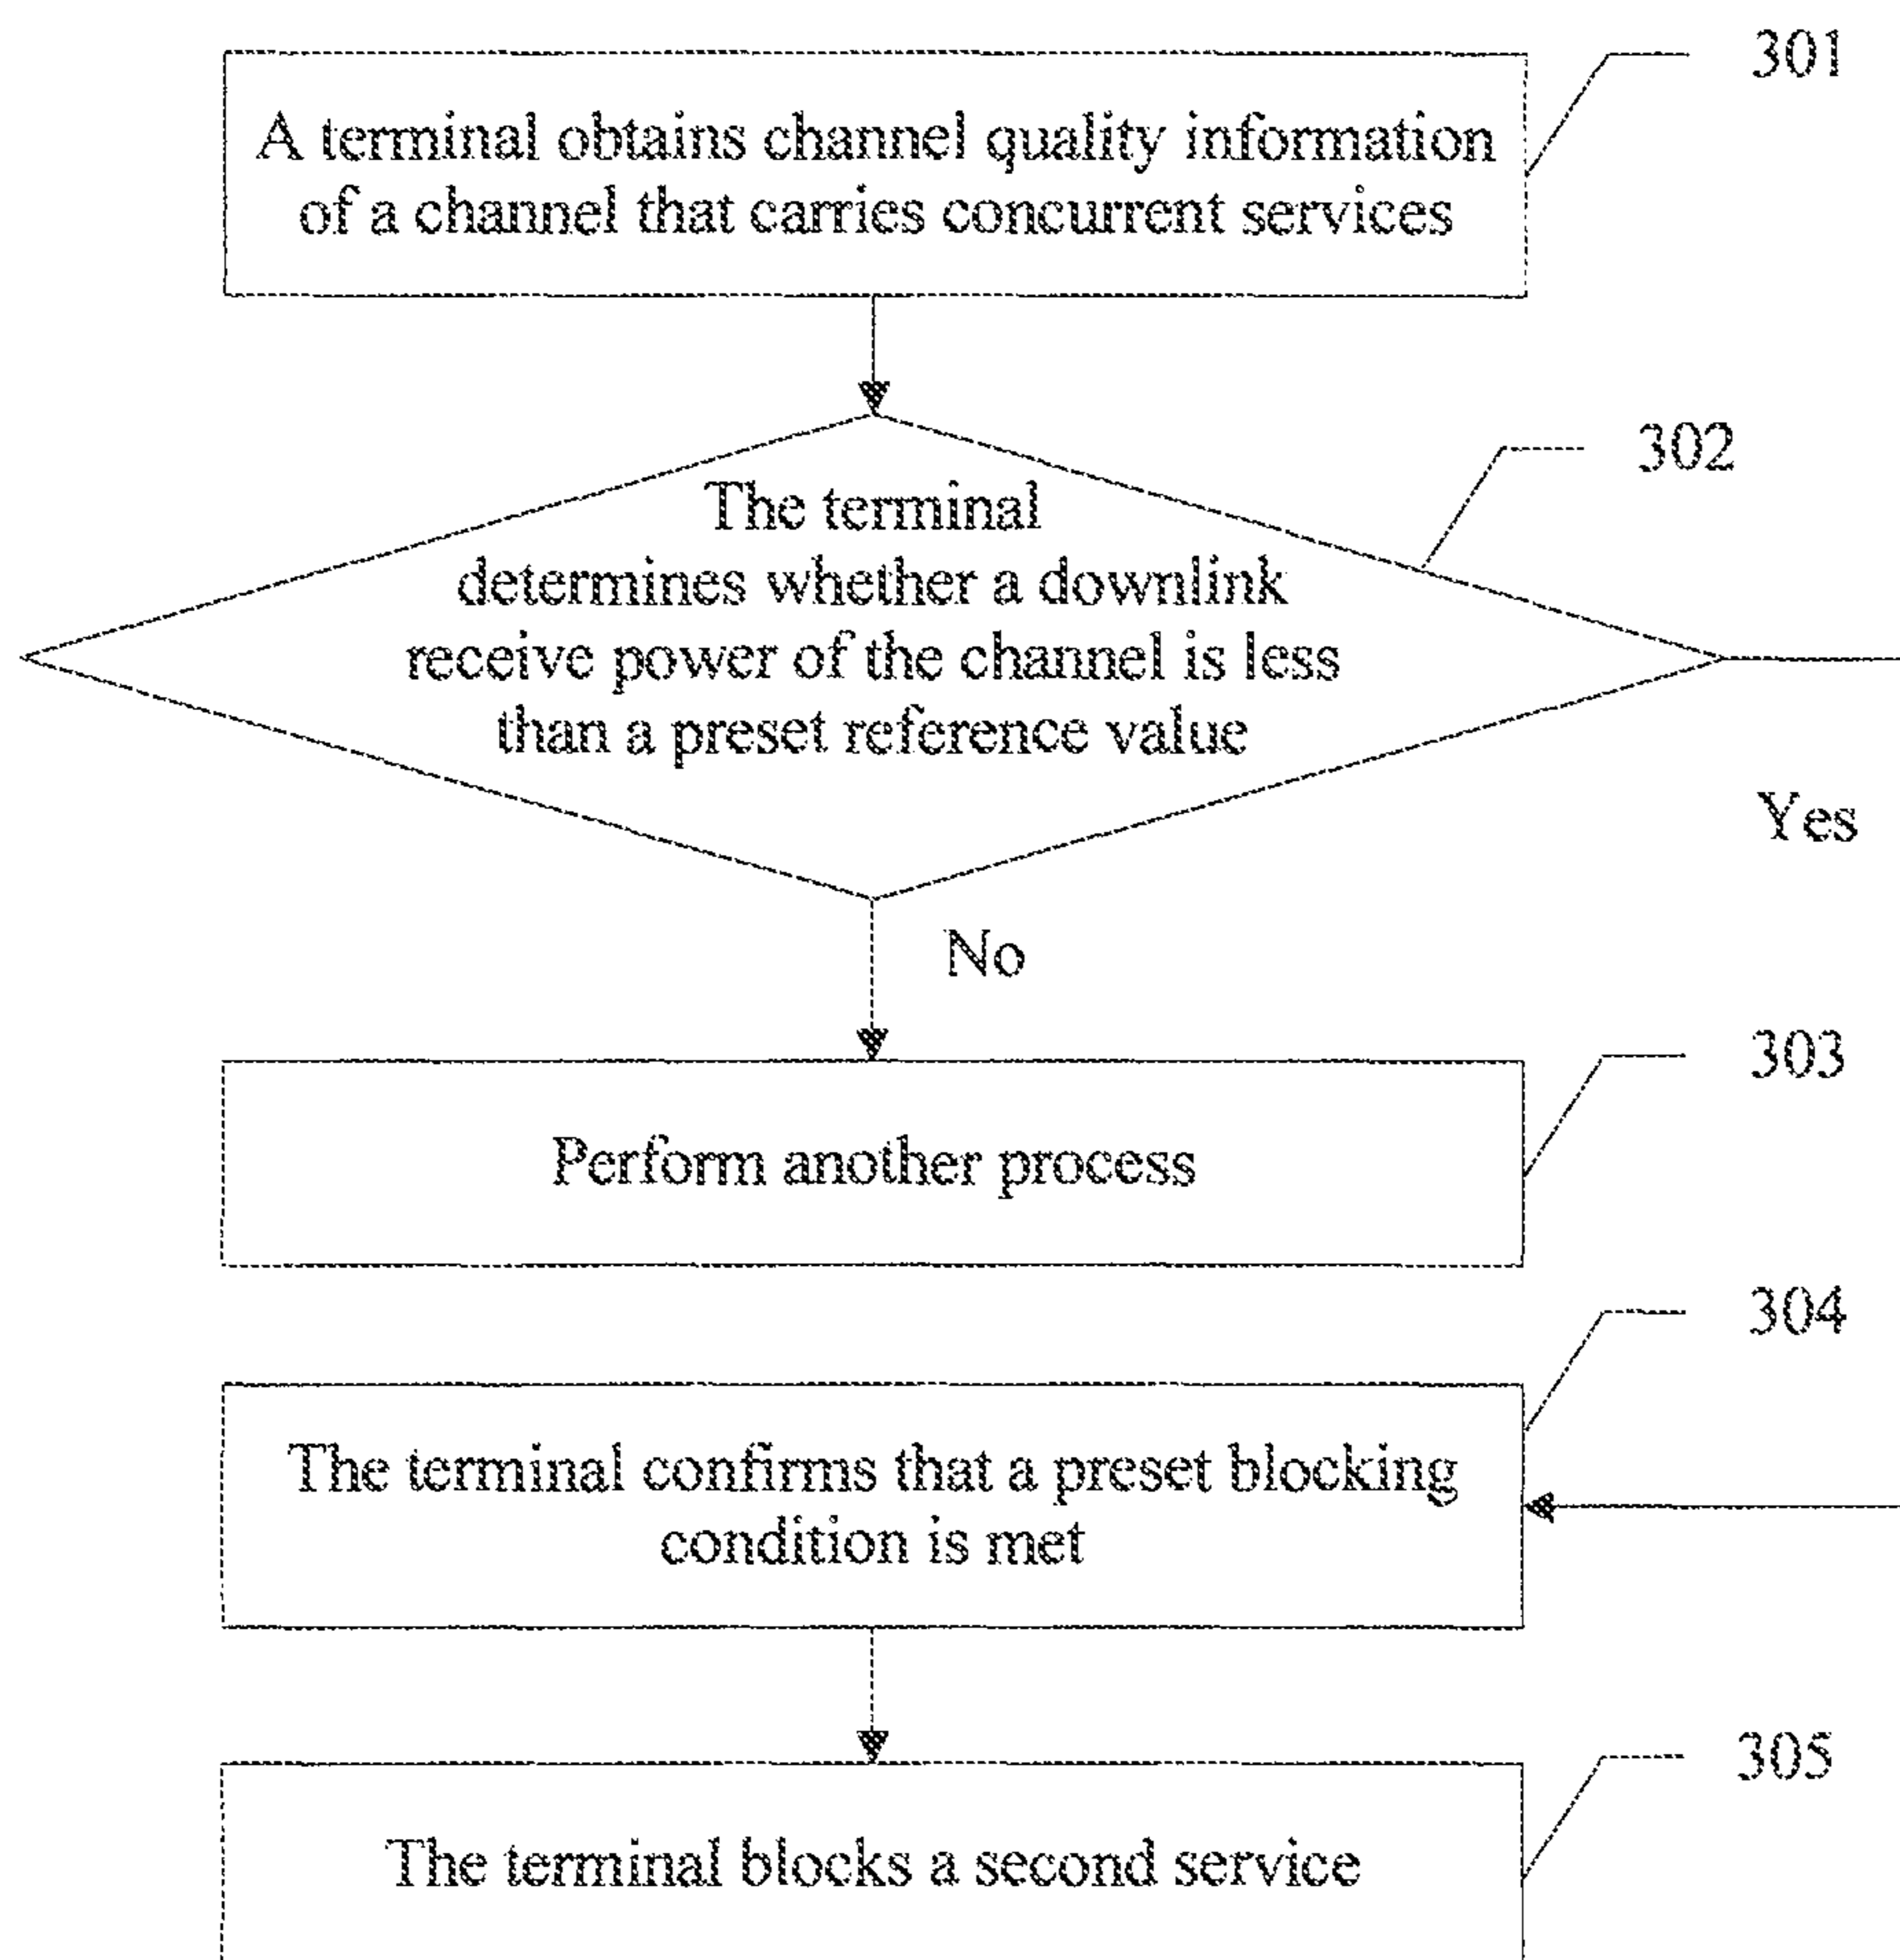 301
A terminal obtains channel quality information
of a channel that carries concurrent services
302
The terminal
determines whether a downlink
receive power of the channel is less
than a preset reference value
Yes
No
303
Perform another process
304
The terminal confirms that a preset blocking
condition is met
305
The terminal blocks a second service